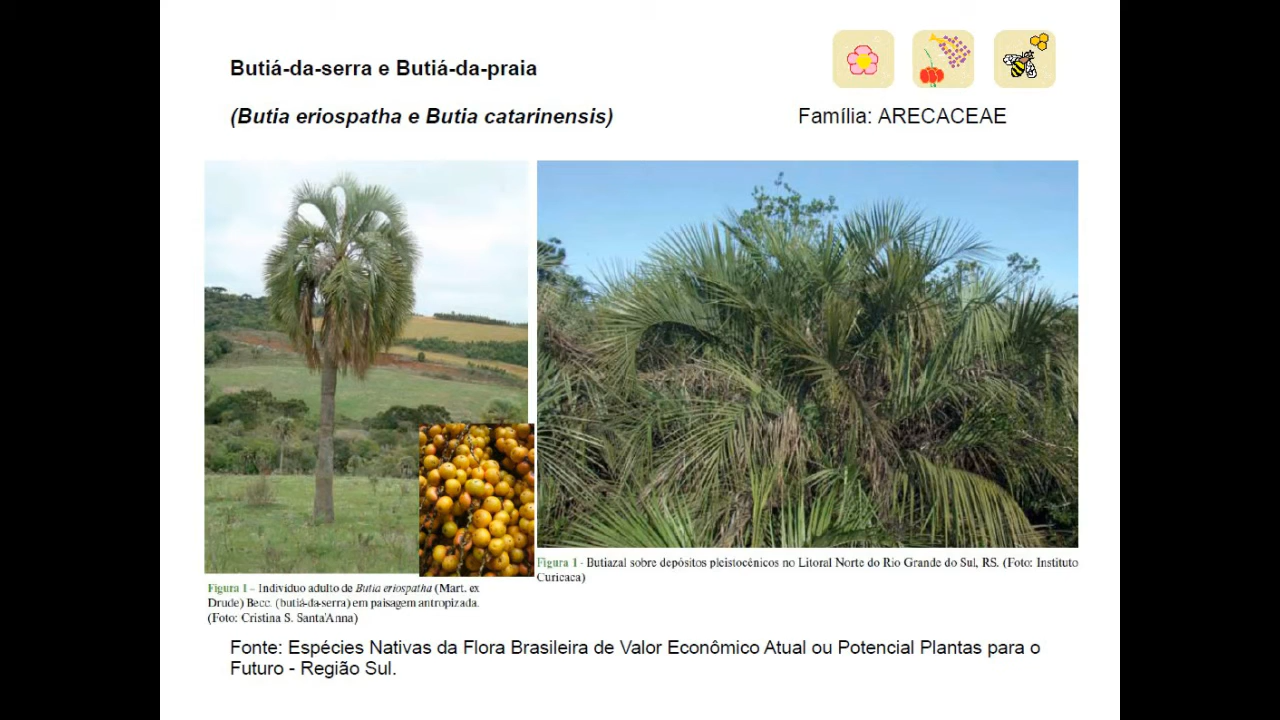 Butiá-da-serra e Butiá-da-praia
(Butia eriospatha e Butia catarinensis)
Família: ARECACEAE
Figura 1 – Indivíduo adulto de Butia eriospatha (Mart. ex
Drude) Becc. (butiá-da-serra) em paisagem antropizada.
(Foto: Cristina S. Santa'Anna)
Figura 1 - Butiazal sobre depósitos pleistocênicos no Litoral Norte do Rio Grande do Sul, RS. (Foto: Instituto
Curicaca)
Fonte: Espécies Nativas da Flora Brasileira de Valor Econômico Atual ou Potencial Plantas para o
Futuro - Região Sul.